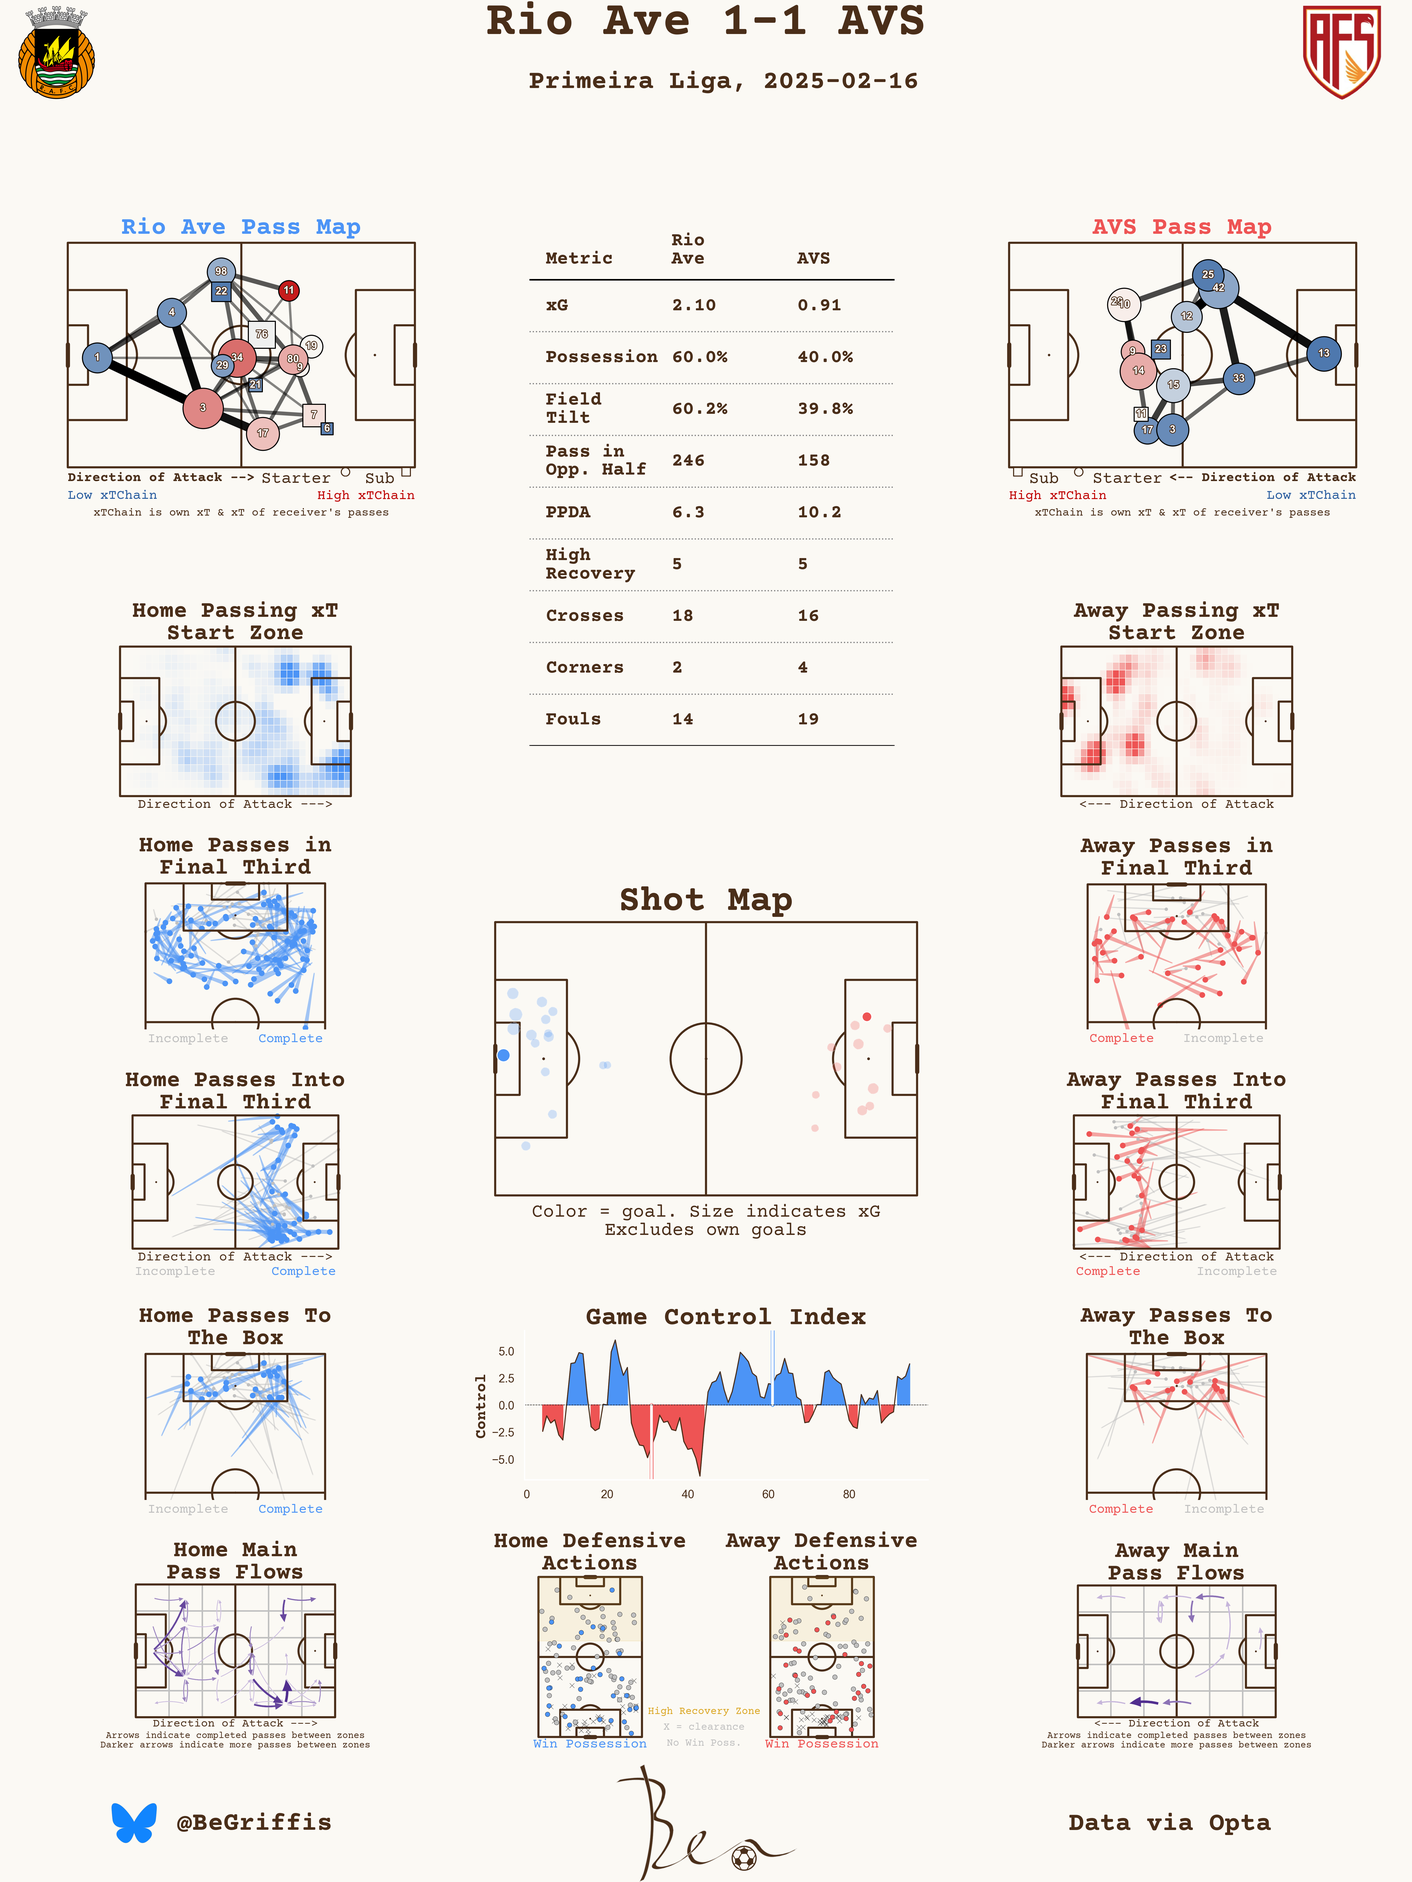 Rio Ave 1-1 AVS
Primeira Liga, 2025-02-16
R.A.F.C.
AFS
Rio Ave Pass Map
98
22
11
4
76
19
1
34
80
29
9
21
3
7
6
17
Direction of Attack --> Starter Sub
Low xTChain High xTChain
xTChain is own xT & xT of receiver's passes
Metric Rio Ave AVS
xG 2.10 0.91
Possession 60.0% 40.0%
Field Tilt 60.2% 39.8%
Pass in Opp. Half 246 158
PPDA 6.3 10.2
High Recovery 5 5
Crosses 18 16
Corners 2 4
Fouls 14 19
AVS Pass Map
25
42
10
12
9
23
13
14
15
33
11
17
3
Sub Starter <-- Direction of Attack
High xTChain Low xTChain
xTChain is own xT & xT of receiver's passes
Home Passing xT
Start Zone
Direction of Attack --->
Away Passing xT
Start Zone
<--- Direction of Attack
Home Passes in
Final Third
Incomplete Complete
Away Passes in
Final Third
Complete Incomplete
Shot Map
Color = goal. Size indicates xG
Excludes own goals
Home Passes Into
Final Third
Direction of Attack --->
Incomplete Complete
Away Passes Into
Final Third
<--- Direction of Attack
Complete Incomplete
Home Passes To
The Box
Incomplete Complete
Game Control Index
Control
5.0
2.5
0.0
−2.5
−5.0
0 20 40 60 80
Away Passes To
The Box
Complete Incomplete
Home Main
Pass Flows
Direction of Attack --->
Arrows indicate completed passes between zones
Darker arrows indicate more passes between zones
Home Defensive
Actions
Win Possession
Away Defensive
Actions
Win Possession
High Recovery Zone
X = clearance
No Win Poss.
Away Main
Pass Flows
<--- Direction of Attack
Arrows indicate completed passes between zones
Darker arrows indicate more passes between zones
@BeGriffis
Ben
Data via Opta